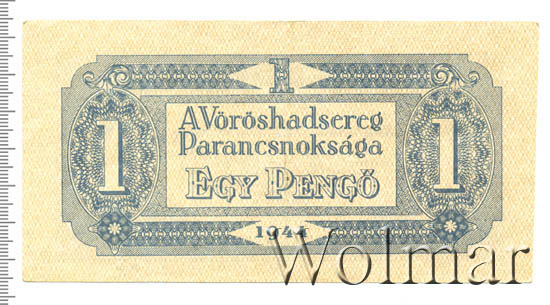 1
A Vöröshadsereg
Parancsnoksága
1 1
EGY PENGŐ
1944
Wolmar